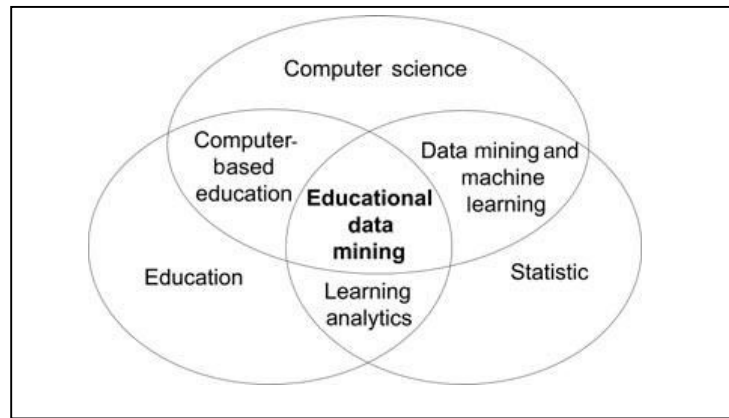 Computer science
Computer-
based
education
Data mining and
machine
learning
Educational
data
mining
Education
Statistic
Learning
analytics